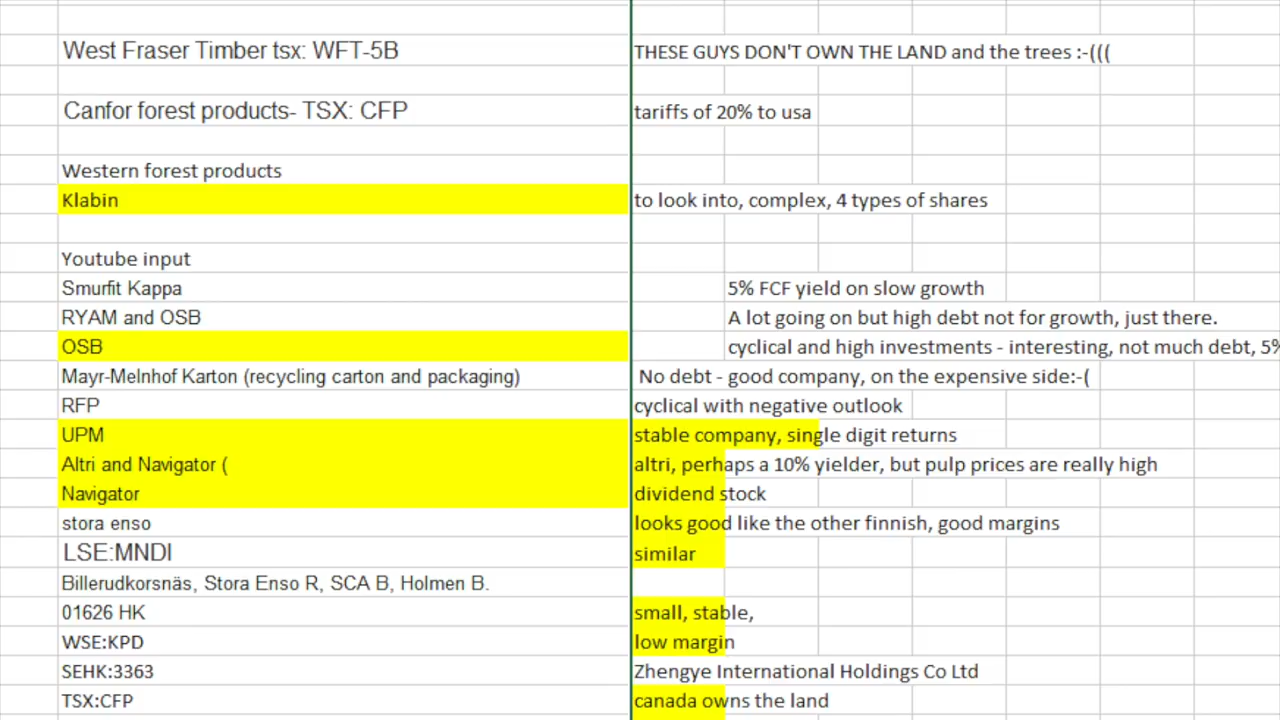 West Fraser Timber tsx: WFT-5B THESE GUYS DON'T OWN THE LAND and the trees :-(((
Canfor forest products- TSX: CFP tariffs of 20% to usa
Western forest products
Klabin to look into, complex, 4 types of shares
Youtube input
Smurfit Kappa 5% FCF yield on slow growth
RYAM and OSB A lot going on but high debt not for growth, just there.
OSB cyclical and high investments - interesting, not much debt, 5%
Mayr-Melnhof Karton (recycling carton and packaging) No debt - good company, on the expensive side:-(
RFP cyclical with negative outlook
UPM stable company, single digit returns
Altri and Navigator ( altri, perhaps a 10% yielder, but pulp prices are really high
Navigator dividend stock
stora enso looks good like the other finnish, good margins
LSE:MNDI similar
Billerudkorsnäs, Stora Enso R, SCA B, Holmen B.
01626 HK small, stable,
WSE:KPD low margin
SEHK:3363 Zhengye International Holdings Co Ltd
TSX:CFP canada owns the land